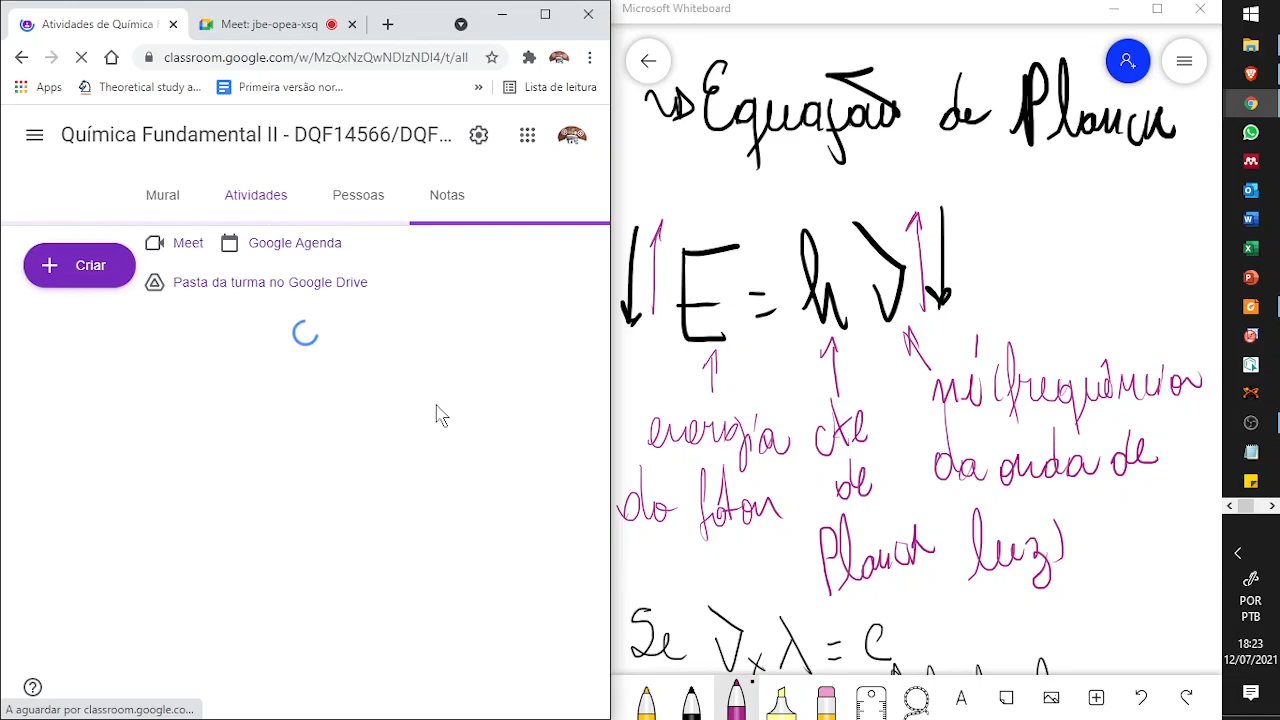 Atividades de Química F
Meet: jbe-opea-xsq
classroom.google.com/w/MzQxNzQwNDIzNDI4/t/all
Apps
Theoretical study a...
Primeira versão nor...
»
Lista de leitura
Química Fundamental II - DQF14566/DQF...
Mural
Atividades
Pessoas
Notas
+ Criar
Meet
Google Agenda
Pasta da turma no Google Drive
A aguardar por classroom.google.co...
Microsoft Whiteboard
Equação de Planck
E = h ν
energia
do fóton
cte
de
Planck
ni (frequência
da onda de
luz)
Se ν x λ = c
POR
PTB
18:23
12/07/2021